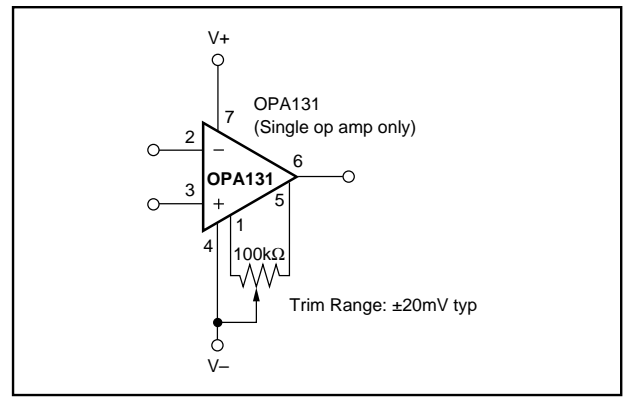 V+
7
OPA131
(Single op amp only)
2
–
6
OPA131
3
+
5
1
4
100kΩ
Trim Range: ±20mV typ
V–